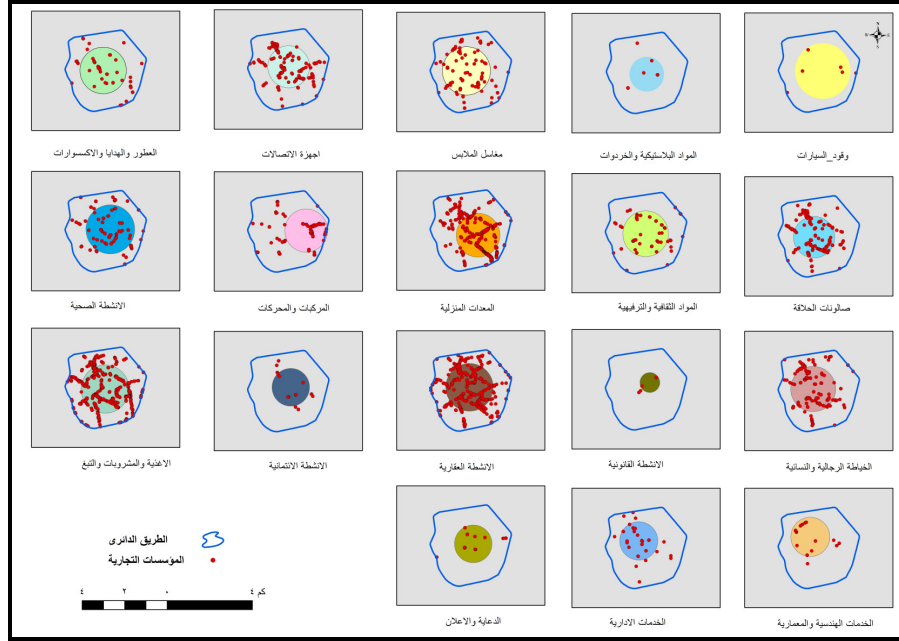 وقود_السيارات
المواد البلاستيكية والخردوات
مغاسل الملابس
اجهزة الاتصالات
العطور والهدايا والاكسسوارات
صالونات الحلاقة
المواد الثقافية والترفيهية
المعدات المنزلية
المركبات والمحركات
الانشطة الصحية
الخياطة الرجالية والنسائية
الانشطة القانونية
الانشطة العقارية
الانشطة الائتمانية
الاغذية والمشروبات والتبغ
الخدمات الهندسية والمعمارية
الخدمات الادارية
الدعاية والاعلان
الطريق الدائرى
المؤسسات التجارية
٤ ٢ ٠ ٤ كم
N
W E
S